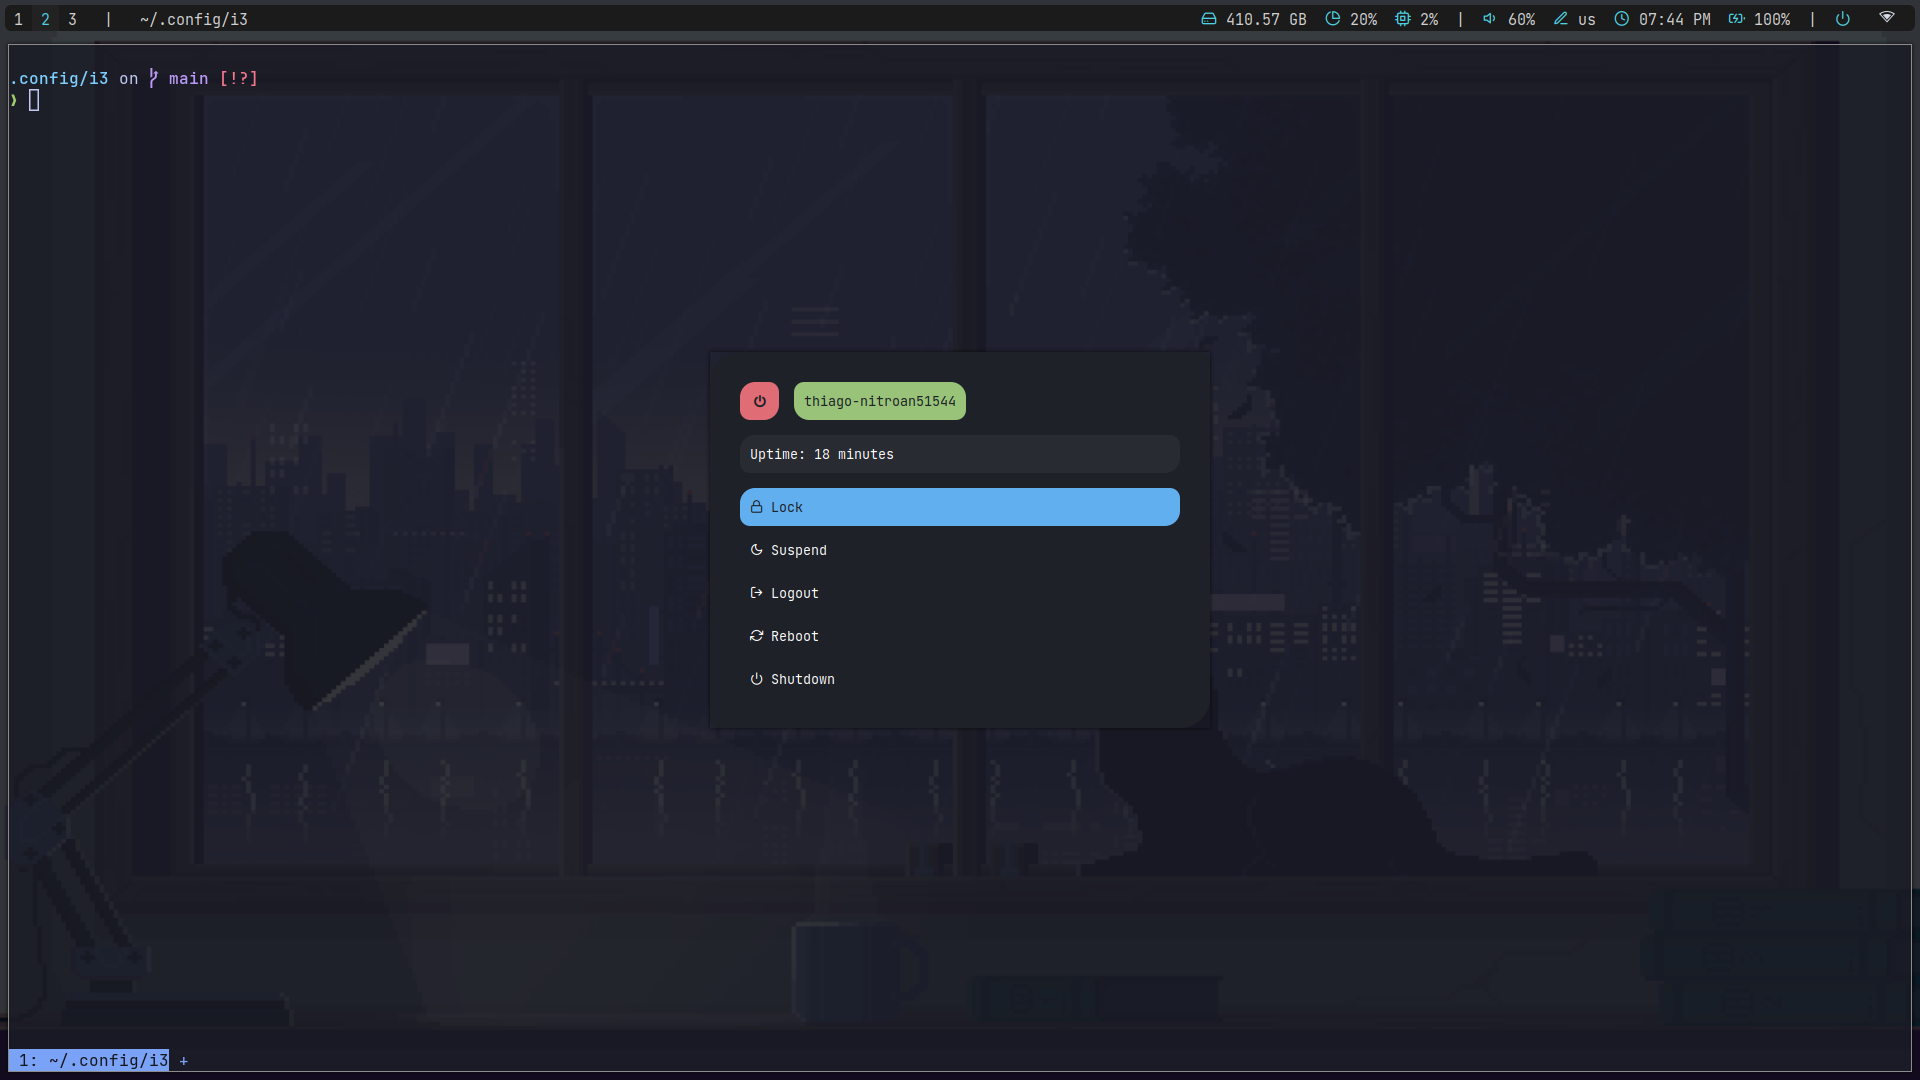 1 2 3 | ~/.config/i3 410.57 GB 20% 2% | 60% us 07:44 PM 100% |
.config/i3 on main [!?]
❯
thiago-nitroan51544
Uptime: 18 minutes
Lock
Suspend
Logout
Reboot
Shutdown
1: ~/.config/i3 +